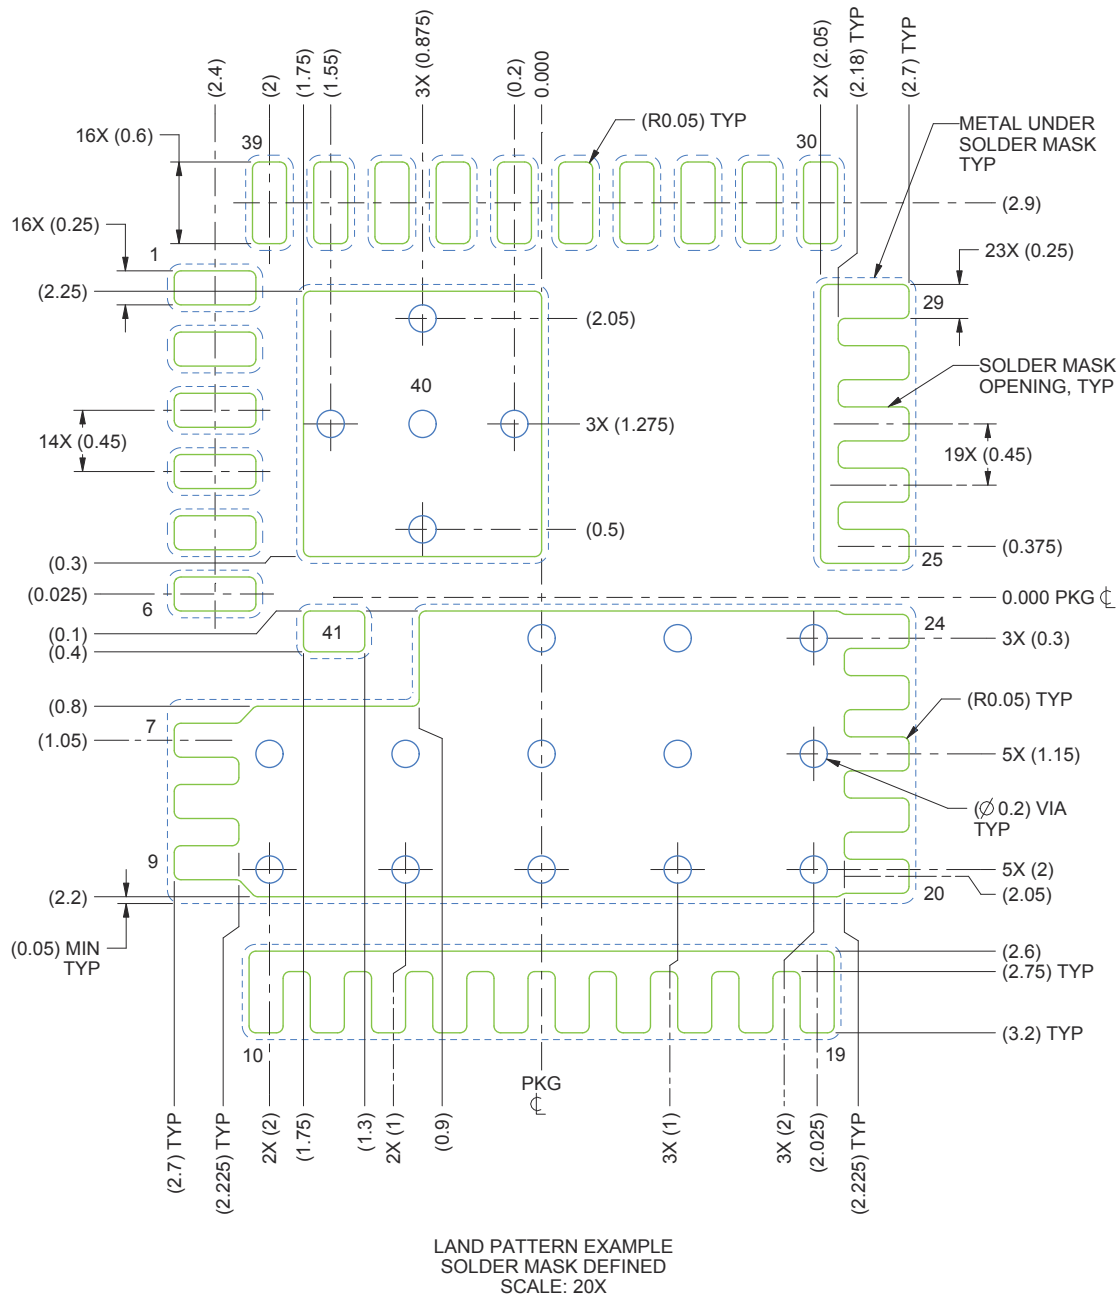 (2.4)
(2)
(1.75)
(1.55)
3X (0.875)
(0.2)
0.000
2X (2.05)
(2.18) TYP
(2.7) TYP
16X (0.6)
39
(R0.05) TYP
30
METAL UNDER
SOLDER MASK
TYP
(2.9)
16X (0.25)
1
23X (0.25)
(2.25)
29
(2.05)
SOLDER MASK
OPENING, TYP
40
14X (0.45)
3X (1.275)
19X (0.45)
(0.5)
(0.375)
(0.3)
25
(0.025)
6
0.000 PKG ℄
(0.1)
41
24
(0.4)
3X (0.3)
(0.8)
(R0.05) TYP
7
(1.05)
5X (1.15)
(∅ 0.2) VIA
TYP
9
5X (2)
(2.2)
20
(2.05)
(0.05) MIN
TYP
(2.6)
(2.75) TYP
(3.2) TYP
10
19
PKG
℄
(2.7) TYP
(2.225) TYP
2X (2)
(1.75)
(1.3)
2X (1)
(0.9)
3X (1)
3X (2)
(2.025)
(2.225) TYP
LAND PATTERN EXAMPLE
SOLDER MASK DEFINED
SCALE: 20X